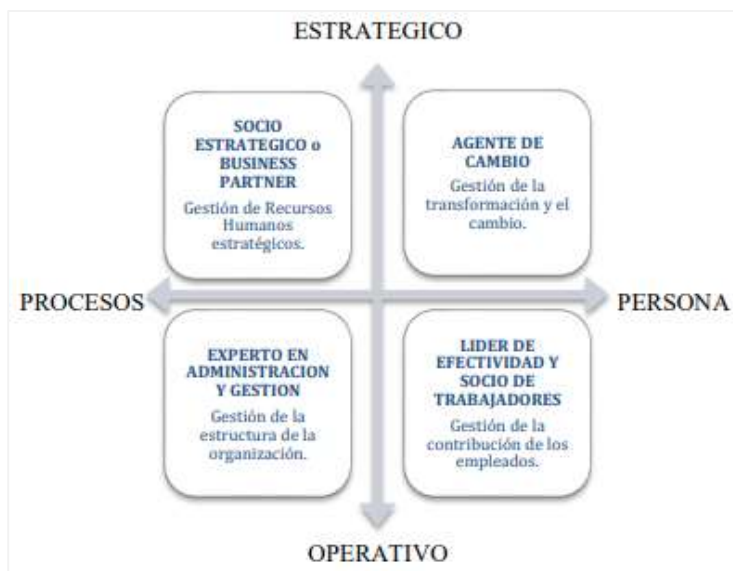 ESTRATEGICO
SOCIO
ESTRATEGICO o
BUSINESS
PARTNER
Gestión de Recursos
Humanos
estratégicos.
AGENTE DE
CAMBIO
Gestión de la
transformación y el
cambio.
PROCESOS
PERSONA
EXPERTO EN
ADMINISTRACION
Y GESTION
Gestión de la
estructura de la
organización.
LIDER DE
EFECTIVIDAD Y
SOCIO DE
TRABAJADORES
Gestión de la
contribución de los
empleados.
OPERATIVO